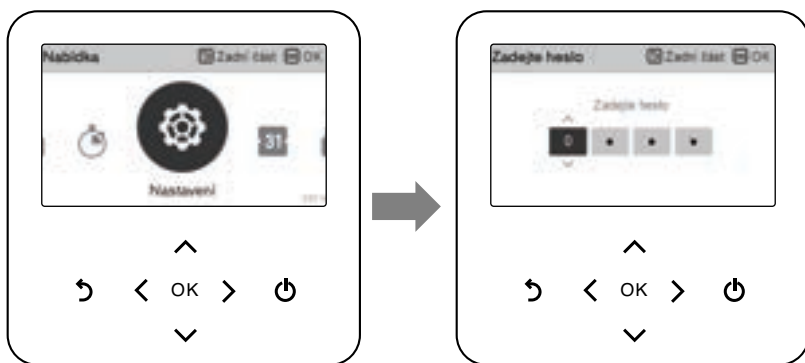 Nabídka Zadní část OK
31
Nastavení
OK
Zadejte heslo Zadní část OK
Zadejte heslo
0
OK